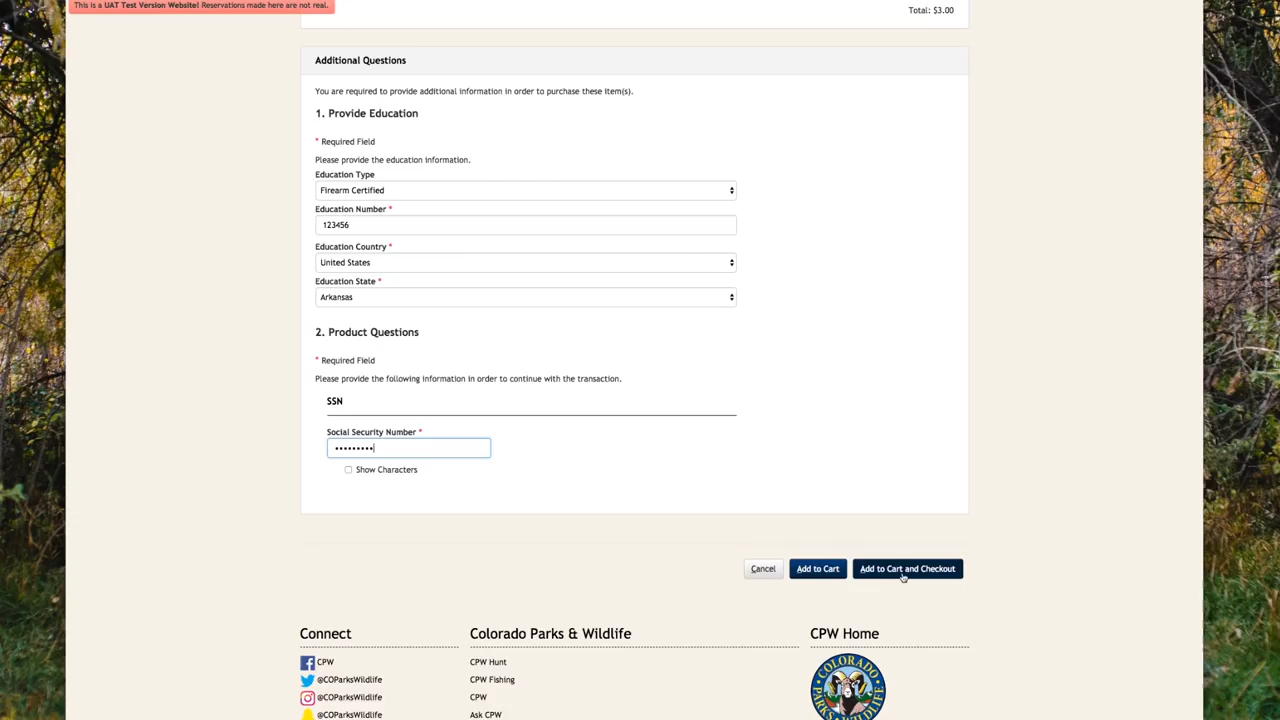 This is a UAT Test Version Website! Reservations made here are not real.
Total: $3.00
Additional Questions
You are required to provide additional information in order to purchase these item(s).
1. Provide Education
* Required Field
Please provide the education information.
Education Type
Firearm Certified
Education Number *
123456
Education Country *
United States
Education State *
Arkansas
2. Product Questions
* Required Field
Please provide the following information in order to continue with the transaction.
SSN
Social Security Number *
•••••••••
Show Characters
Cancel Add to Cart Add to Cart and Checkout
Connect Colorado Parks & Wildlife CPW Home
CPW CPW Hunt
@COParksWildlife CPW Fishing
@COParksWildlife CPW
@COParksWildlife Ask CPW
COLORADO
PARKS & WILDLIFE